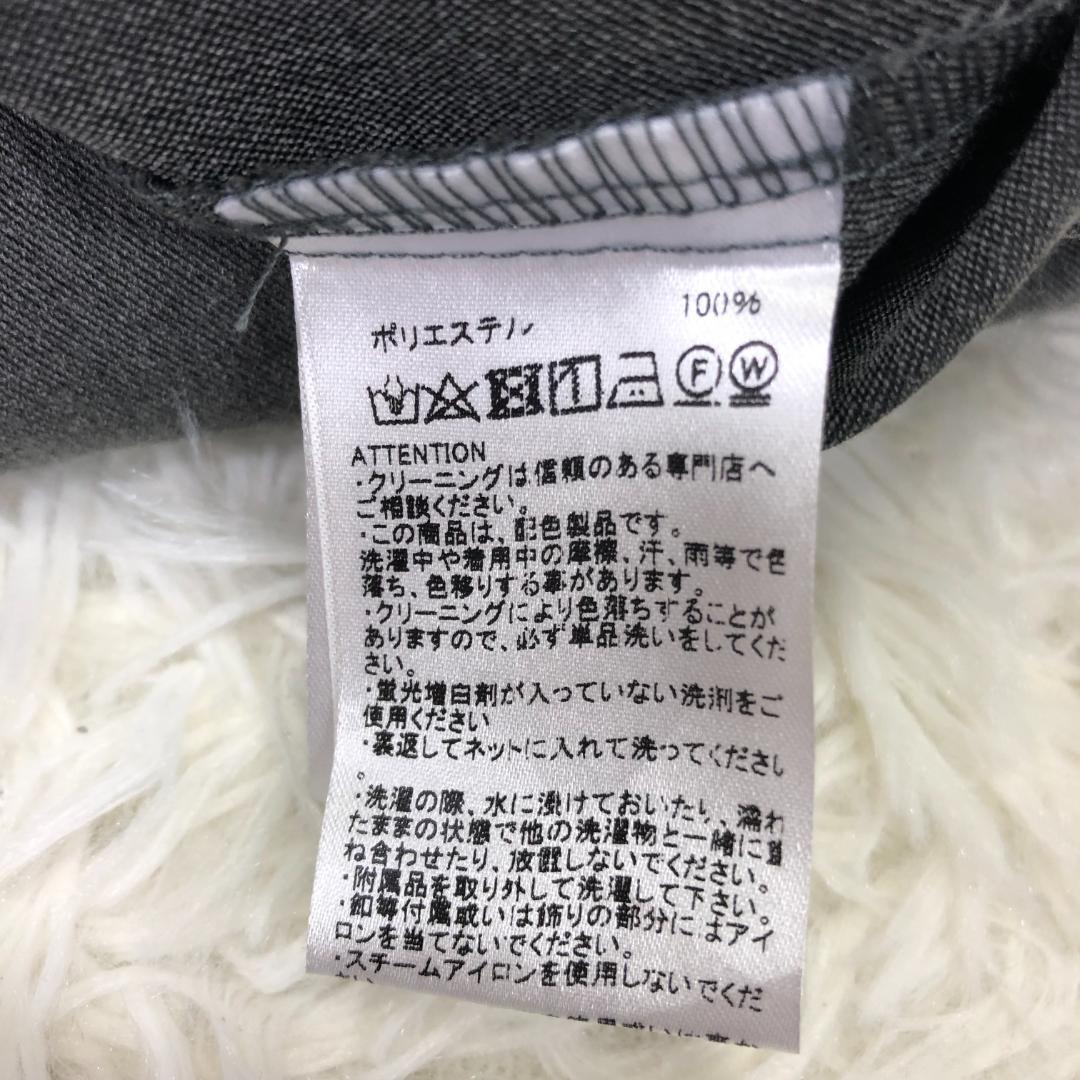 ポリエステル 100%
F W
ATTENTION
・クリーニングは信頼のある専門店へ
ご相談ください。
・この商品は、配色製品です。
洗濯中や着用中の摩擦、汗、雨等で色
落ち、色移りする事があります。
・クリーニングにより色落ちすることが
ありますので、必ず単品洗いをしてくだ
さい。
・蛍光増白剤が入っていない洗剤をご
使用ください
・裏返してネットに入れて洗ってください
。
・洗濯の際、水に漬けておいたり、濡れ
たままの状態で他の洗濯物と一緒に重
ね合わせたり、放置しないでください。
・附属品を取り外して洗濯して下さい。
・釦等付属或いは飾りの部分にはアイ
ロンを当てないでください。
・スチームアイロンを使用しないでくだ